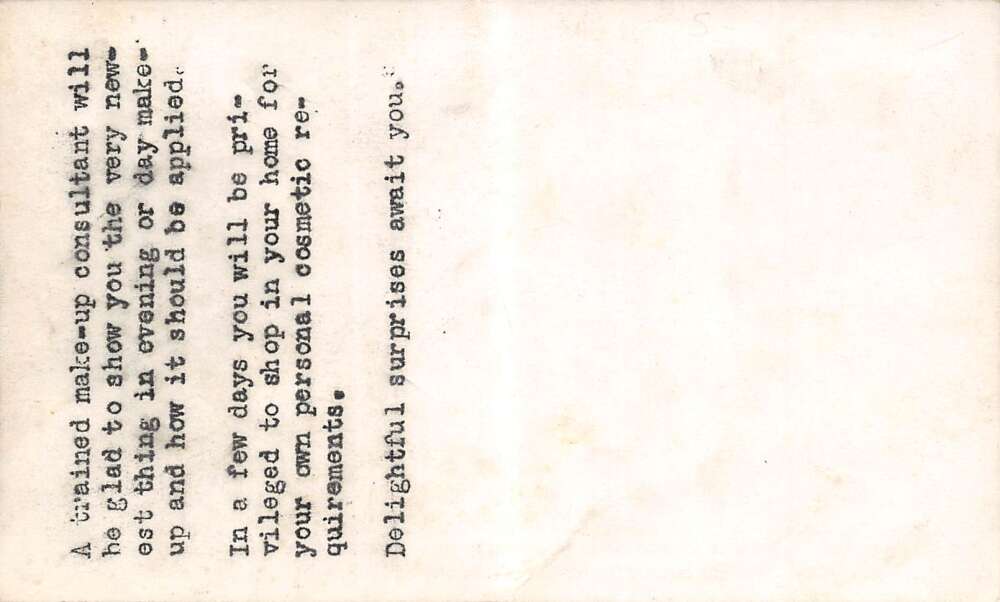 A trained make-up consultant will
he glad to show you the very new-
est thing in evening or day make-
up and how it should be applied.
In a few days you will be pri-
vileged to shop in your home for
your own personal cosmetic re-
quirements.
Delightful surprises await you.